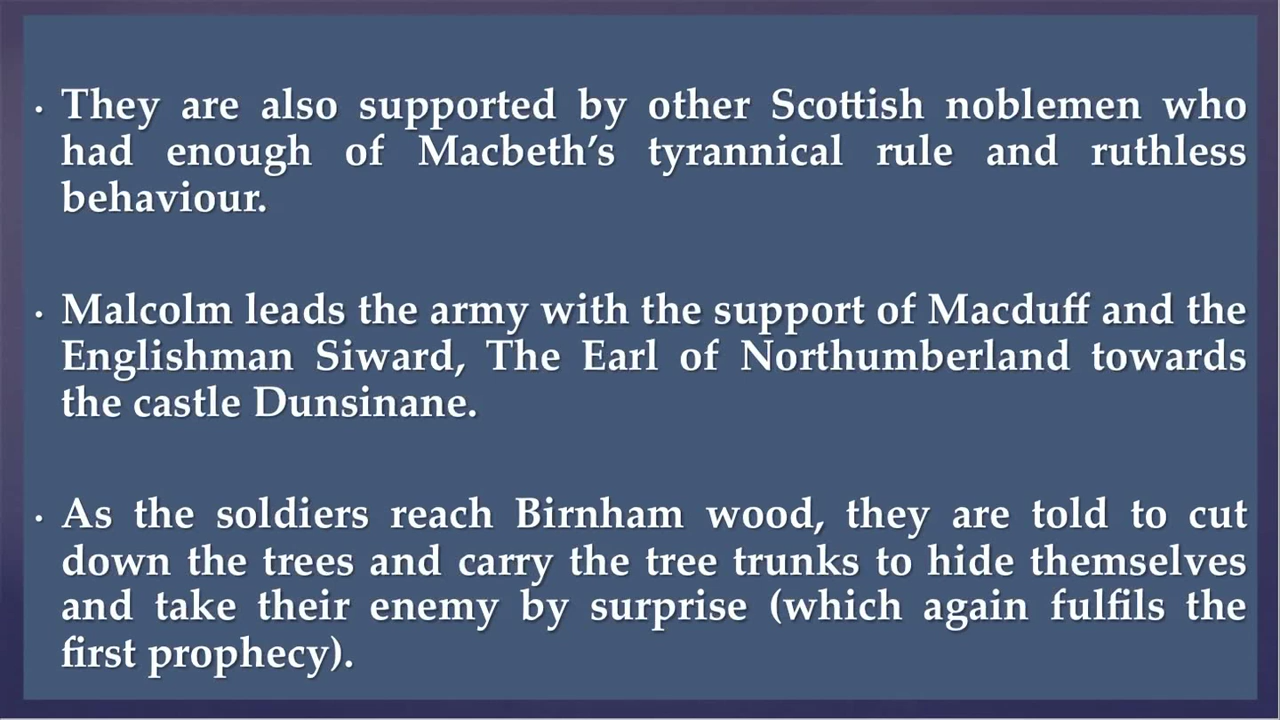 • They are also supported by other Scottish noblemen who
had enough of Macbeth’s tyrannical rule and ruthless
behaviour.
• Malcolm leads the army with the support of Macduff and the
Englishman Siward, The Earl of Northumberland towards
the castle Dunsinane.
• As the soldiers reach Birnham wood, they are told to cut
down the trees and carry the tree trunks to hide themselves
and take their enemy by surprise (which again fulfils the
first prophecy).